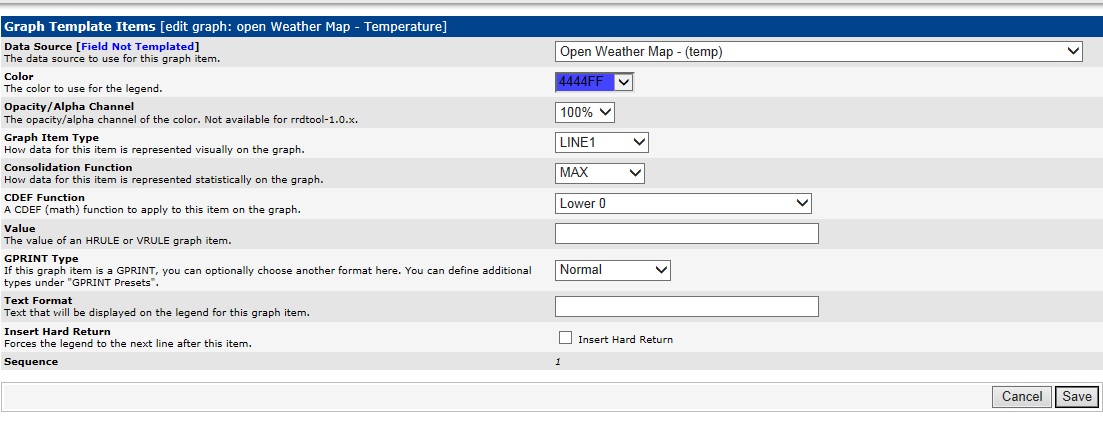 Graph Template Items [edit graph: open Weather Map - Temperature]
Data Source [Field Not Templated]
The data source to use for this graph item.
Open Weather Map - (temp)
Color
The color to use for the legend.
4444FF
Opacity/Alpha Channel
The opacity/alpha channel of the color. Not available for rrdtool-1.0.x.
100%
Graph Item Type
How data for this item is represented visually on the graph.
LINE1
Consolidation Function
How data for this item is represented statistically on the graph.
MAX
CDEF Function
A CDEF (math) function to apply to this item on the graph.
Lower 0
Value
The value of an HRULE or VRULE graph item.
GPRINT Type
If this graph item is a GPRINT, you can optionally choose another format here. You can define additional
types under "GPRINT Presets".
Normal
Text Format
Text that will be displayed on the legend for this graph item.
Insert Hard Return
Forces the legend to the next line after this item.
Insert Hard Return
Sequence
1
Cancel
Save